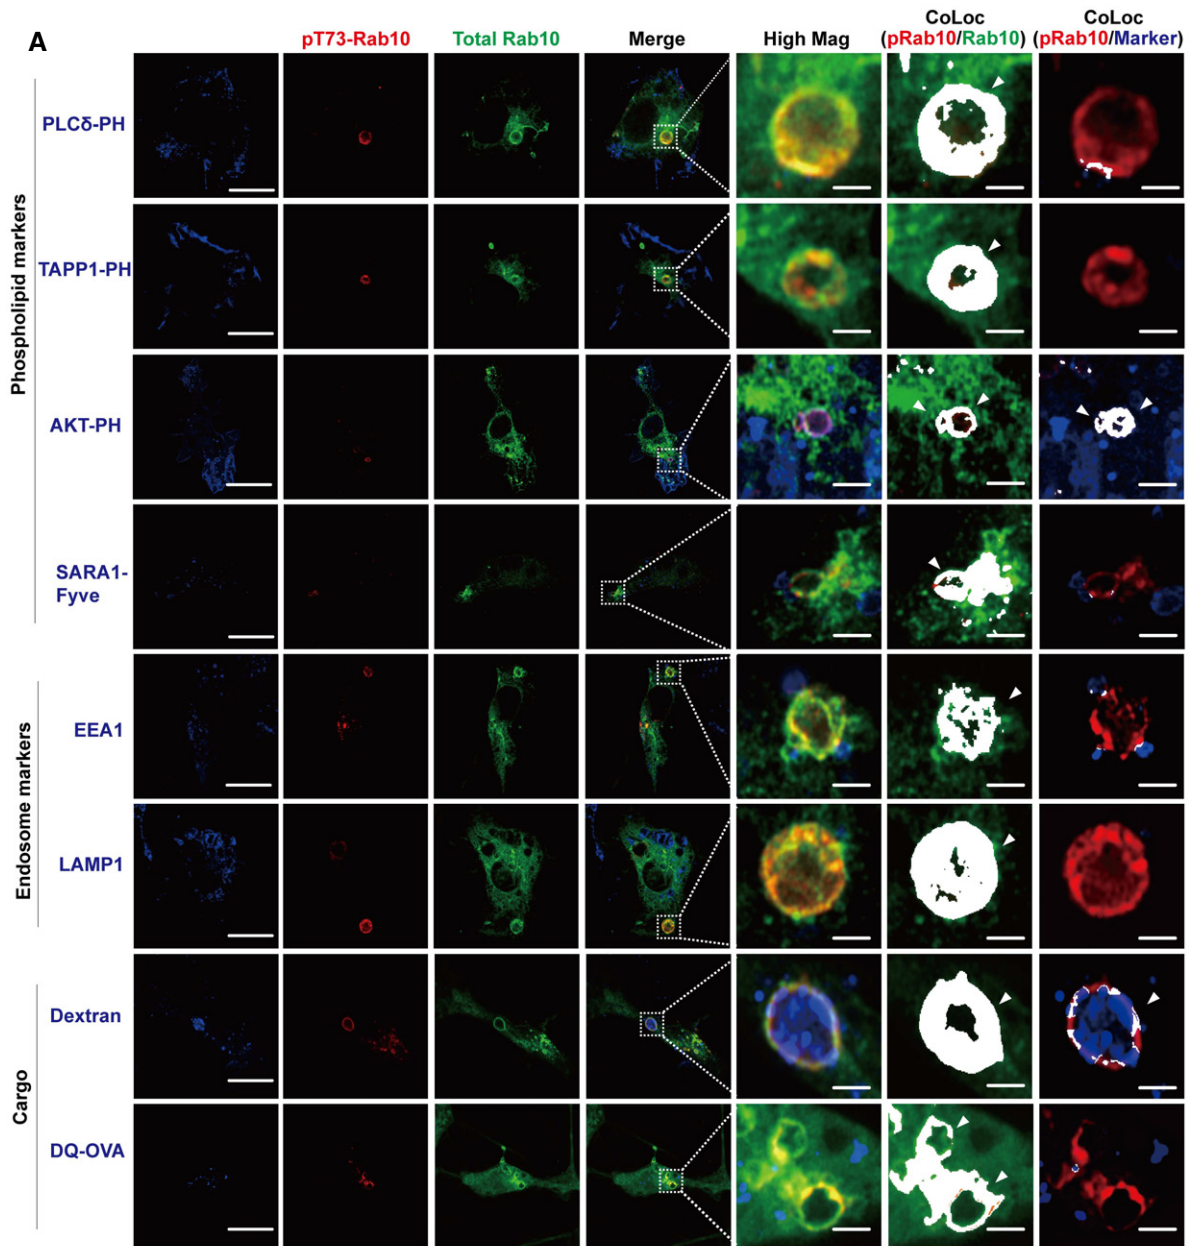 A
pT73-Rab10
Total Rab10
Merge
High Mag
CoLoc
(pRab10/Rab10)
CoLoc
(pRab10/Marker)
Phospholipid markers
PLCδ-PH
TAPP1-PH
AKT-PH
SARA1-
Fyve
Endosome markers
EEA1
LAMP1
Cargo
Dextran
DQ-OVA